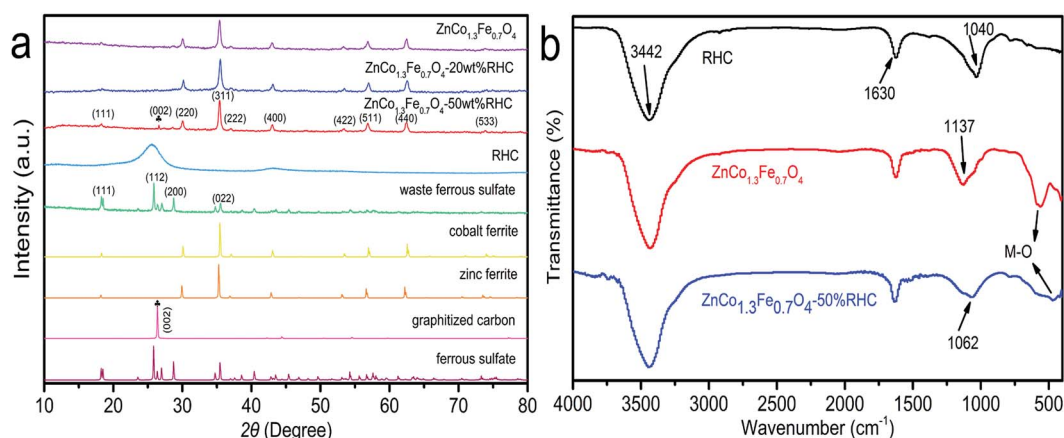 a
Intensity (a.u.)
ZnCo1.3Fe0.7O4
ZnCo1.3Fe0.7O4-20wt%RHC
(311)
ZnCo1.3Fe0.7O4-50wt%RHC
(111)
(002)
♣
(220)
(222)
(400)
(422)
(511)
(440)
(533)
RHC
waste ferrous sulfate
(111)
(112)
(200)
(022)
cobalt ferrite
zinc ferrite
♣
(002)
graphitized carbon
ferrous sulfate
10 20 30 40 50 60 70 80
2θ (Degree)
b
Transmittance (%)
3442
RHC
1630
1040
1137
ZnCo1.3Fe0.7O4
M-O
ZnCo1.3Fe0.7O4-50%RHC
1062
4000 3500 3000 2500 2000 1500 1000 500
Wavenumber (cm-1)